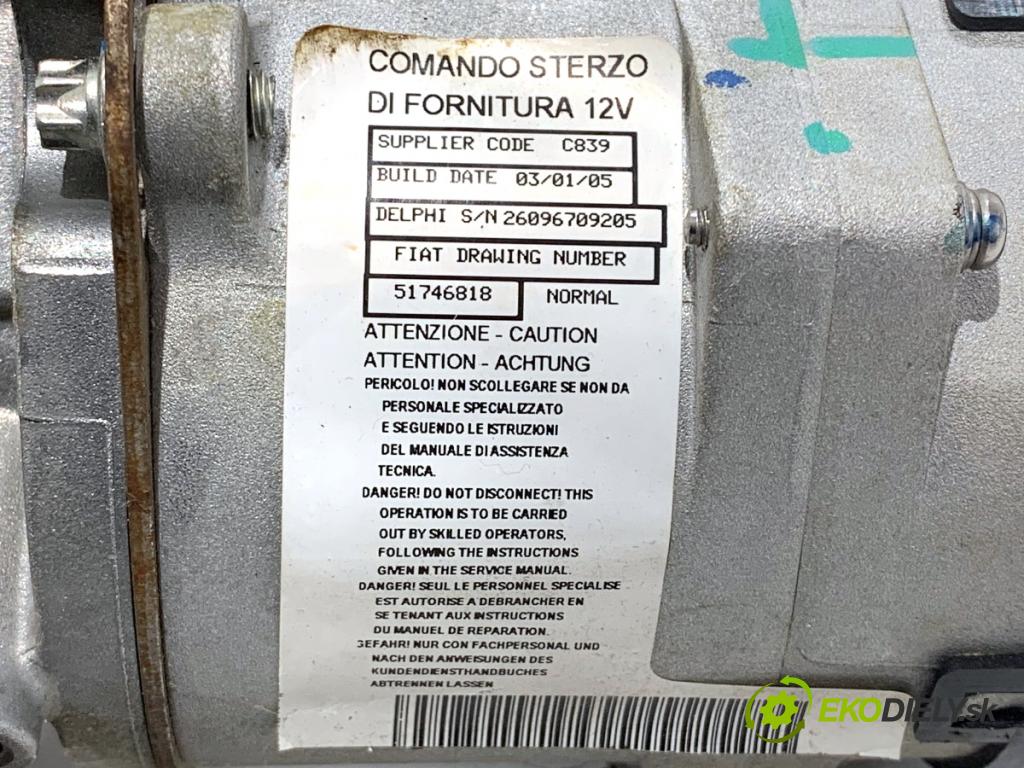 COMANDO STERZO
DI FORNITURA 12V
SUPPLIER CODE C839
BUILD DATE 03/01/05
DELPHI S/N 26096709205
FIAT DRAWING NUMBER
51746818 NORMAL
ATTENZIONE - CAUTION
ATTENTION - ACHTUNG
PERICOLO! NON SCOLLEGARE SE NON DA
PERSONALE SPECIALIZZATO
E SEGUENDO LE ISTRUZIONI
DEL MANUALE DI ASSISTENZA
TECNICA.
DANGER! DO NOT DISCONNECT! THIS
OPERATION IS TO BE CARRIED
OUT BY SKILLED OPERATORS,
FOLLOWING THE INSTRUCTIONS
GIVEN IN THE SERVICE MANUAL.
DANGER! SEUL LE PERSONNEL SPECIALISE
EST AUTORISE A DEBRANCHER EN
SE TENANT AUX INSTRUCTIONS
DU MANUEL DE REPARATION.
GEFAHR! NUR CON FACHPERSONAL UND
NACH DEN ANWEISUNGEN DES
KUNDENDIENSTHANDBUCHES
ABTRENNEN LASSEN
EKODIELY.sk